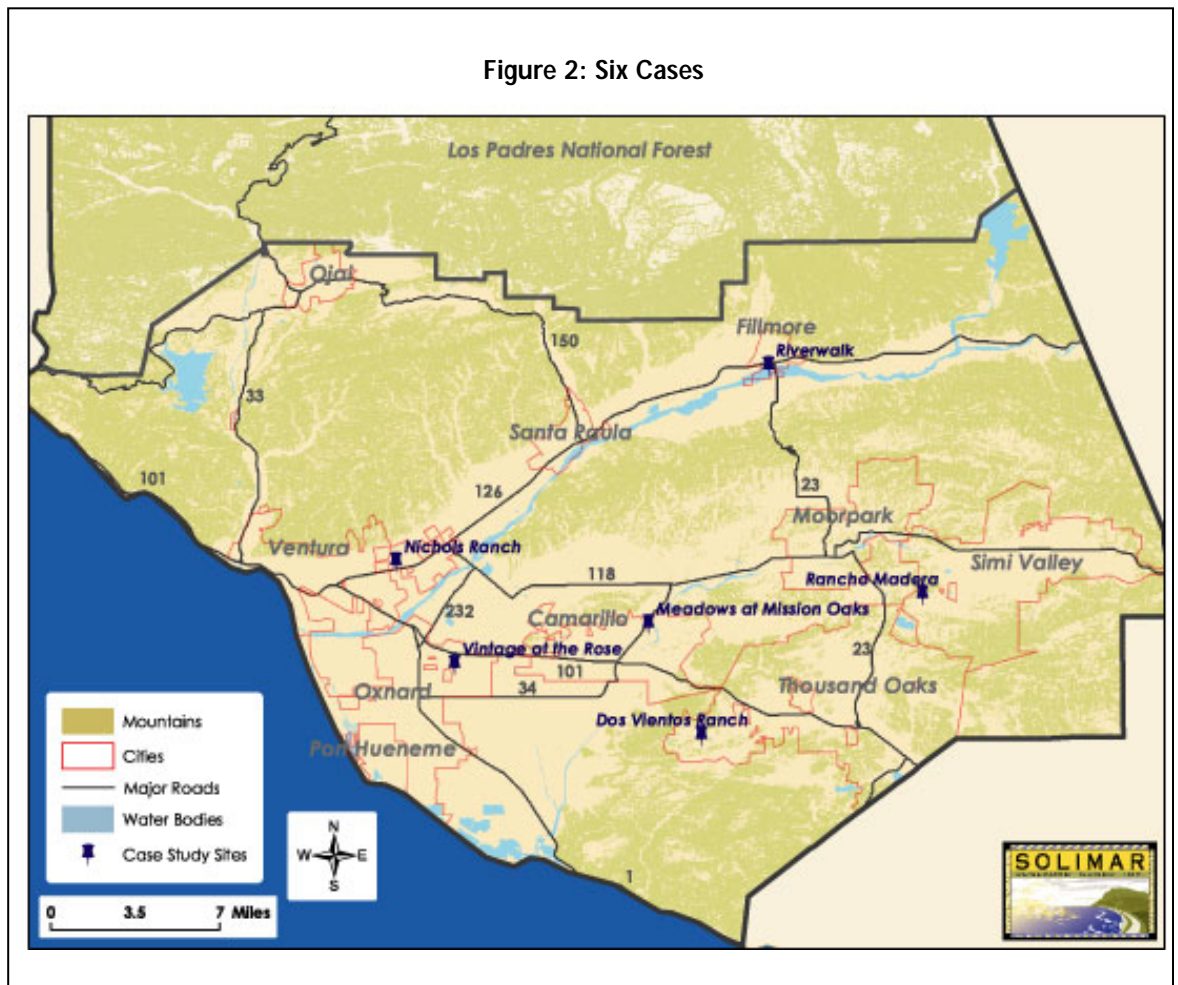 Figure 2: Six Cases
Los Padres National Forest
Ojai
Fillmore
Riverwalk
150
33
Santa Paula
101
126
23
Moorpark
Ventura
Nichols Ranch
Simi Valley
118
Rancho Madera
232
Camarillo
Meadows at Mission Oaks
Vintage at the Rose
101
23
Oxnard
34
Thousand Oaks
Dos Vientos Ranch
Port Hueneme
1
Mountains
Cities
Major Roads
Water Bodies
Case Study Sites
N
W E
S
0 3.5 7 Miles
SOLIMAR